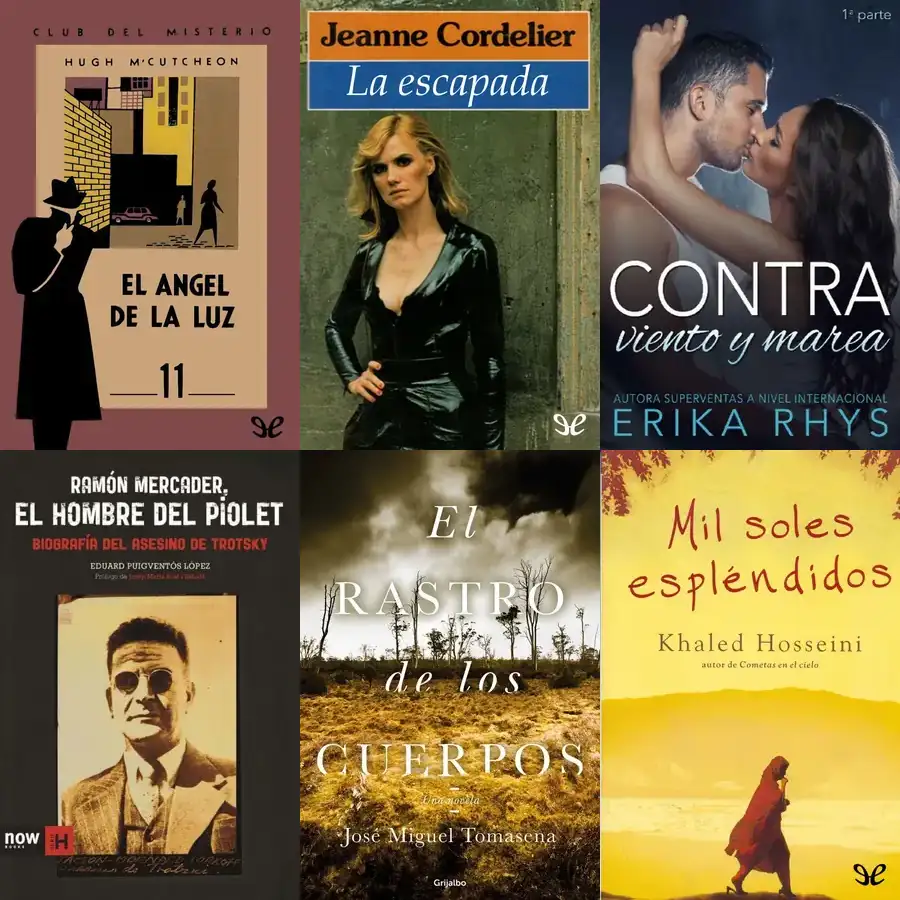 CLUB DEL MISTERIO
HUGH M'CUTCHEON
EL ANGEL
DE LA LUZ
11
Jeanne Cordelier
La escapada
1ª parte
CONTRA
viento y marea
AUTORA SUPERVENTAS A NIVEL INTERNACIONAL
ERIKA RHYS
RAMÓN MERCADER,
EL HOMBRE DEL PIOLET
BIOGRAFÍA DEL ASESINO DE TROTSKY
EDUARD PUIGVENTÓS LÓPEZ
Prólogo de
now
BOOKS
H
El
RASTRO
de los
CUERPOS
Una novela
José Miguel Tomasena
Grijalbo
Mil soles
espléndidos
Khaled Hosseini
autor de Cometas en el cielo